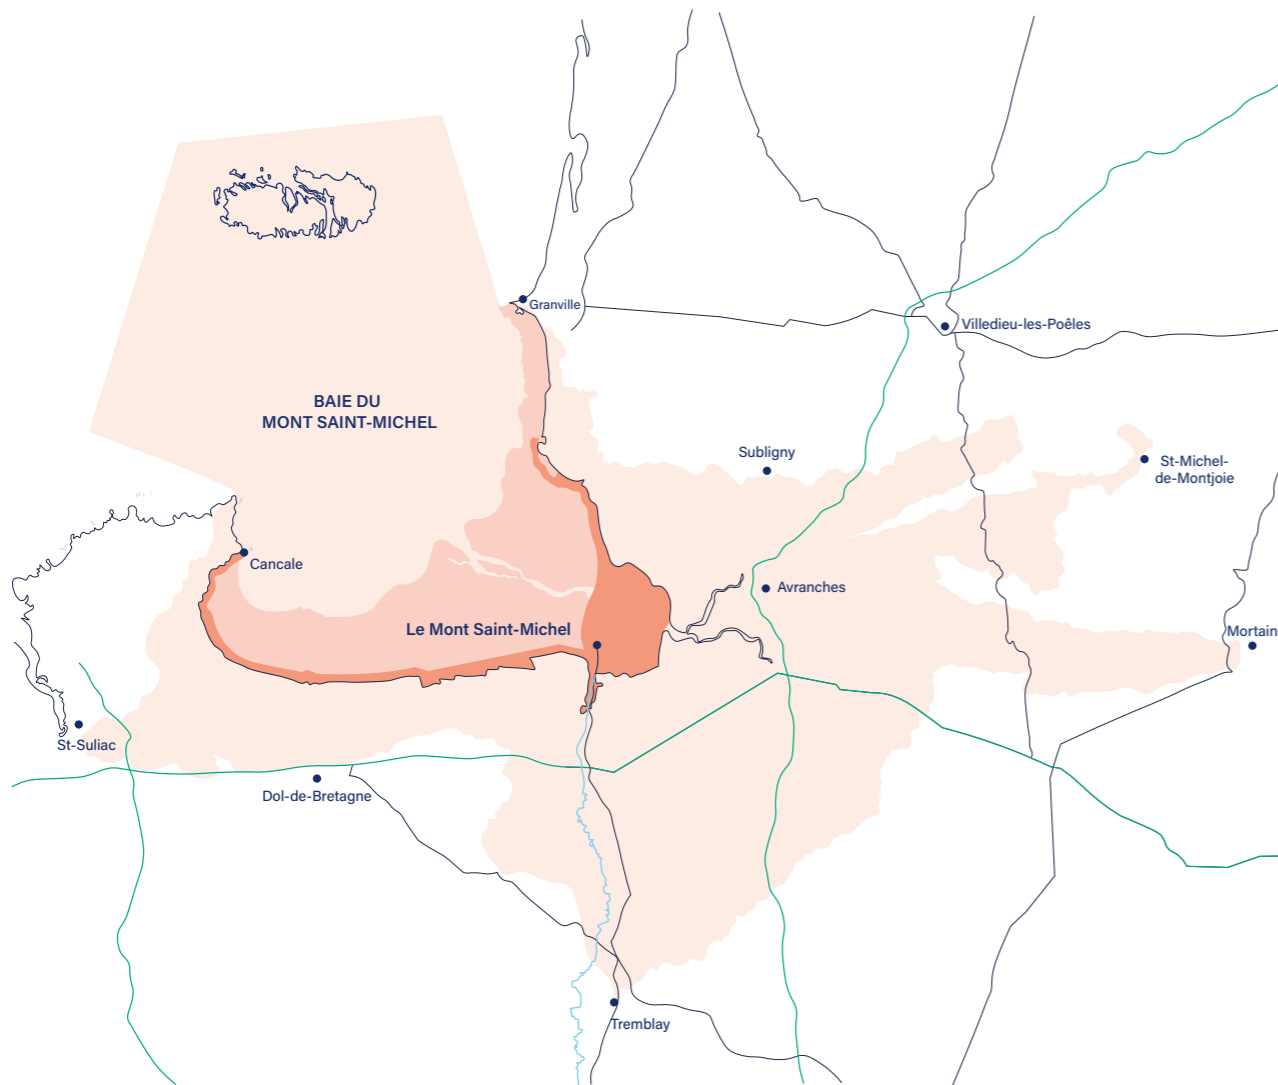 Granville
Villedieu-les-Poêles
BAIE DU
MONT SAINT-MICHEL
Subligny
St-Michel-
de-Montjoie
Cancale
Avranches
Le Mont Saint-Michel
Mortain
St-Suliac
Dol-de-Bretagne
Tremblay